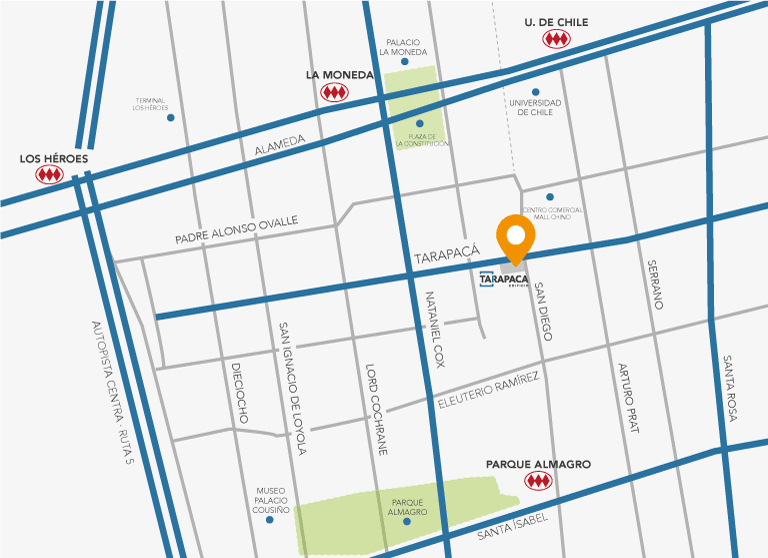 U. DE CHILE
PALACIO
LA MONEDA
LA MONEDA
TERMINAL
LOS HÉROES
UNIVERSIDAD
DE CHILE
PLAZA DE
LA CONSTITUCIÓN
ALAMEDA
LOS HÉROES
CENTRO COMERCIAL
MALL CHINO
PADRE ALONSO OVALLE
TARAPACÁ
TARAPACA
EDIFICIO
SERRANO
SAN DIEGO
NATANIEL COX
AUTOPISTA CENTRA - RUTA 5
SAN IGNACIO DE LOYOLA
DIECIOCHO
LORD COCHRANE
ELEUTERIO RAMÍREZ
ARTURO PRAT
SANTA ROSA
PARQUE ALMAGRO
MUSEO
PALACIO
COUSIÑO
PARQUE
ALMAGRO
SANTA ÍSABEL